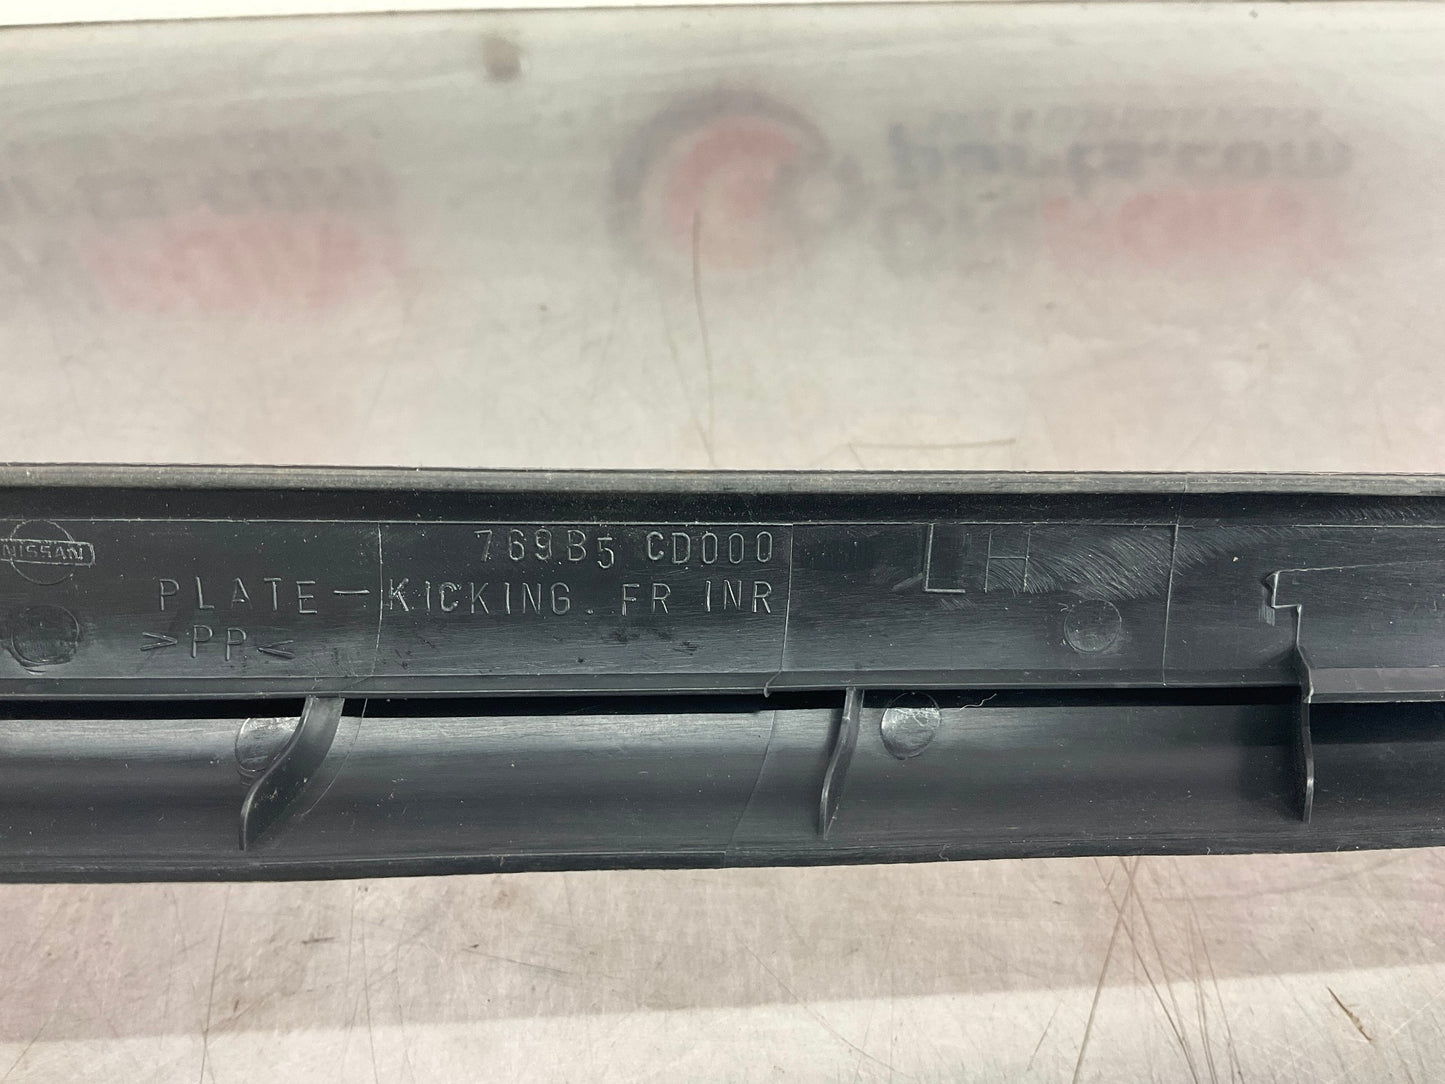 NISSAN
769B5 CD000
LH
PLATE-KICKING. FR INR
>PP<